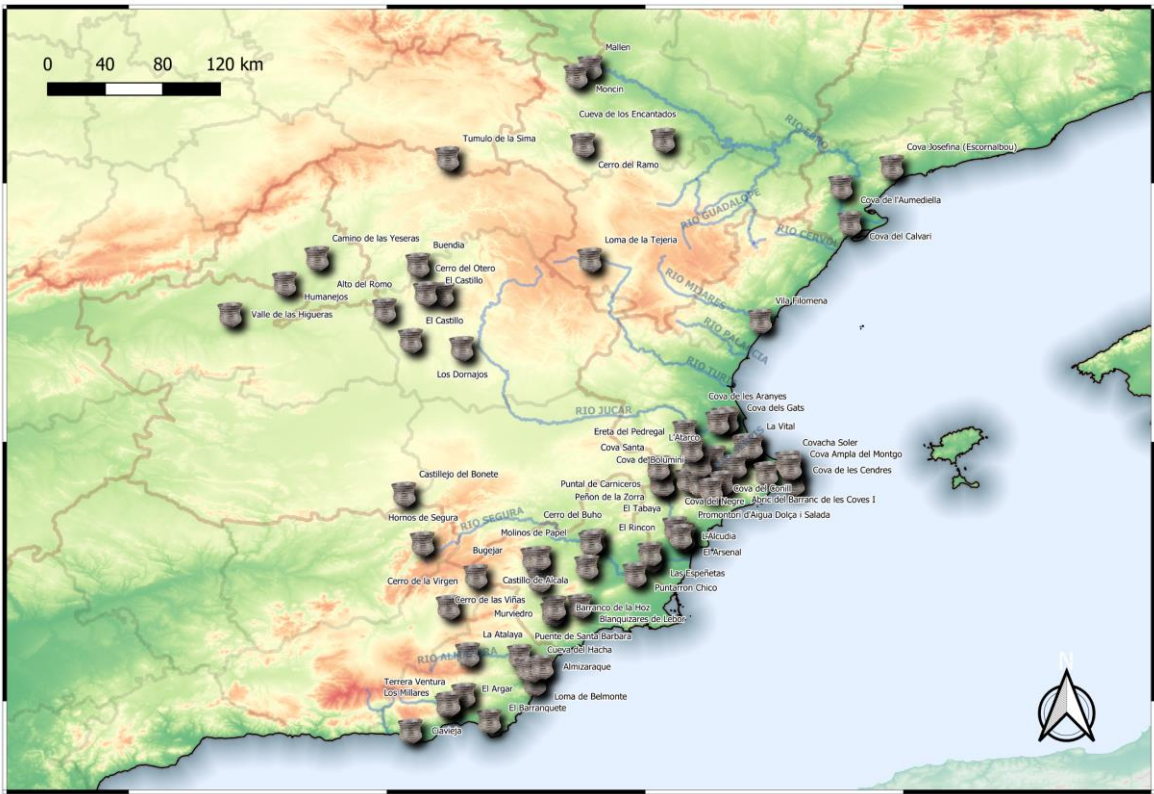 0 40 80 120 km
Mallen
Moncin
Cueva de los Encantados
RIO EBRO
Tumulo de la Sima
Cerro del Ramo
Cova Josefina (Escornalbou)
Cova de l'Aumediella
RIO GUADALOPE
RIO CERVOL
Cova del Calvari
Camino de las Yeseras
Buendia
Loma de la Tejeria
Cerro del Otero
Alto del Romo
El Castillo
Humanejos
RIO MIJARES
Vila Filomena
Valle de las Higueras
El Castillo
RIO PALANCIA
Los Dornajos
RIO TURIA
Cova de les Aranyes
RIO JUCAR
Cova dels Gats
Ereta del Pedregal
L'Atarco
La Vital
Cova Santa
Covacha Soler
Cova de Bolumini
Cova Ampla del Montgo
Castillejo del Bonete
Cova de les Cendres
Puntal de Carniceros
Cova del Conill
Peñon de la Zorra
Cova del Negre
Abric del Barranc de les Coves I
Hornos de Segura
RIO SEGURA
Cerro del Buho
El Tabaya
Promontori d'Aigua Dolça i Salada
Molinos de Papel
El Rincon
L'Alcudia
Bugejar
El Arsenal
Cerro de la Virgen
Castillo de Alcala
Las Espeñetas
Puntarron Chico
Cerro de las Viñas
Murviedro
Barranco de la Hoz
Blanquizares de Lebor
La Atalaya
Puente de Santa Barbara
RIO ALMANZORA
Cueva del Hacha
Almizaraque
Terrera Ventura
Los Millares
El Argar
Loma de Belmonte
El Barranquete
Ciavieja
N